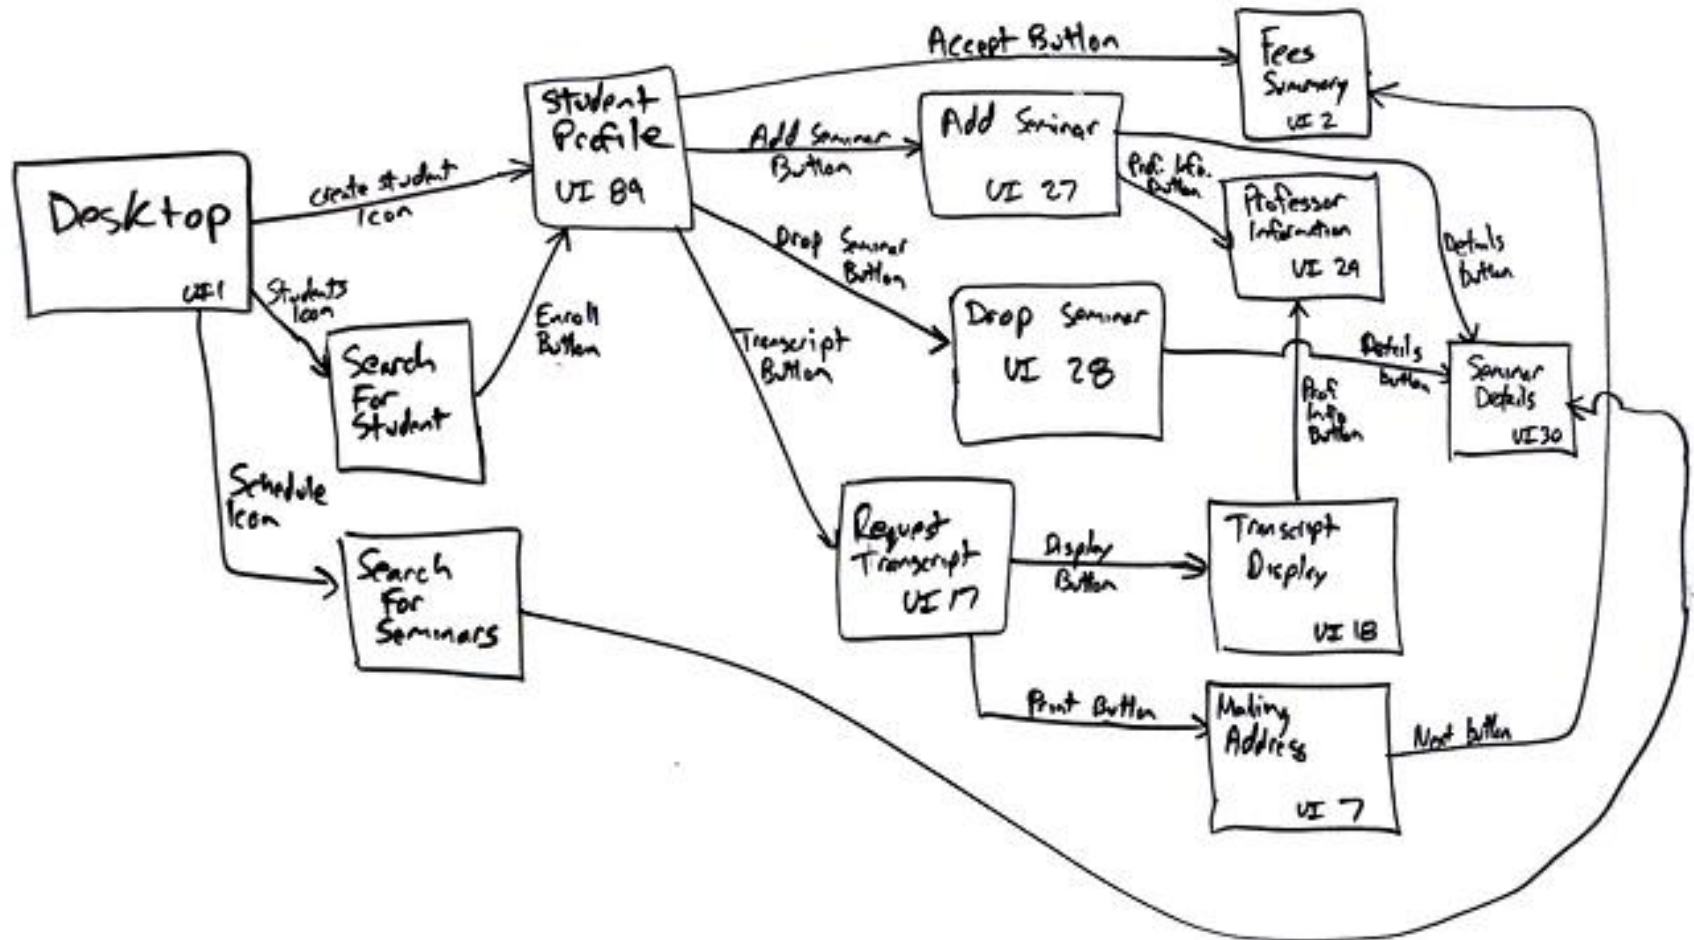 Desktop
UI 1
Create Student
Icon
Students
Icon
Schedule
Icon
Search
For
Student
Enroll
Button
Search
For
Seminars
Student
Profile
UI 89
Accept Button
Add Seminar
Button
Drop Seminar
Button
Transcript
Button
Fees
Summary
UI 2
Add Seminar
UI 27
Prof. Info.
Button
Details
button
Professor
Information
UI 29
Drop Seminar
UI 28
Details
button
Seminar
Details
UI 30
Request
Transcript
UI 17
Display
Button
Print Button
Transcript
Display
UI 18
Prof
Info
Button
Mailing
Address
UI 7
Next button